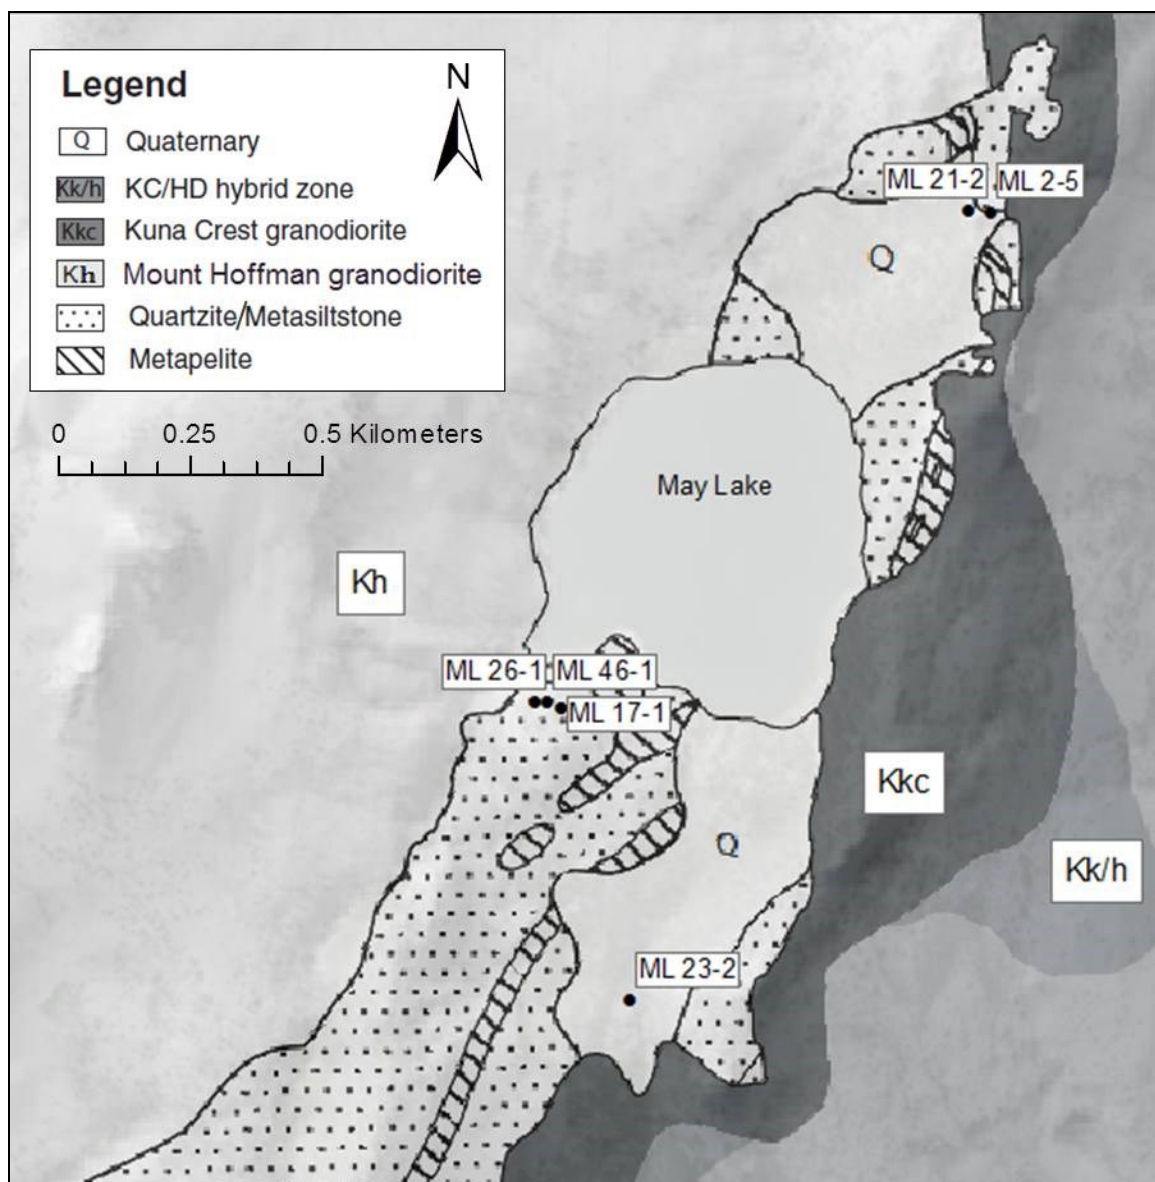 Legend
N
Q Quaternary
Kk/h KC/HD hybrid zone
Kkc Kuna Crest granodiorite
Kh Mount Hoffman granodiorite
Quartzite/Metasiltstone
Metapelite
0 0.25 0.5 Kilometers
ML 21-2 ML 2-5
Q
May Lake
Kh
ML 26-1 ML 46-1
ML 17-1
Kkc
Q
Kk/h
ML 23-2